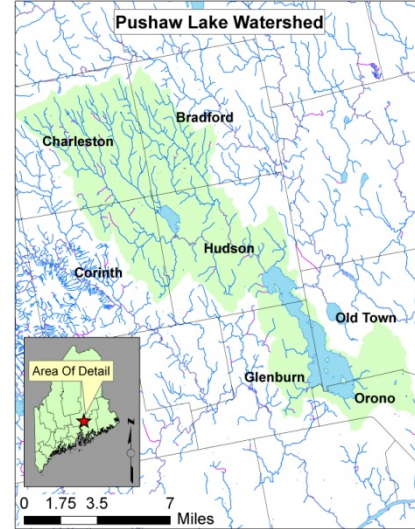 Pushaw Lake Watershed
Bradford
Charleston
Hudson
Corinth
Old Town
Glenburn
Orono
Area Of Detail
N
0 1.75 3.5 7
Miles